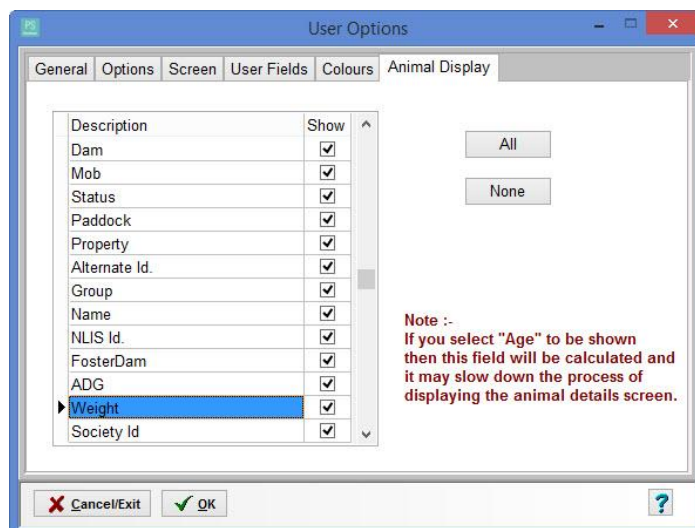 PS
User Options
General Options Screen User Fields Colours Animal Display
Description Show
Dam
Mob
Status
Paddock
Property
Alternate Id.
Group
Name
NLIS Id.
FosterDam
ADG
Weight
Society Id
All
None
Note :-
If you select "Age" to be shown
then this field will be calculated and
it may slow down the process of
displaying the animal details screen.
Cancel/Exit OK ?